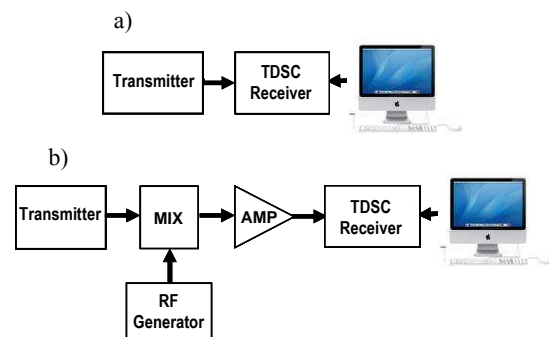 a)
Transmitter
TDSC
Receiver
b)
Transmitter
MIX
AMP
TDSC
Receiver
RF
Generator